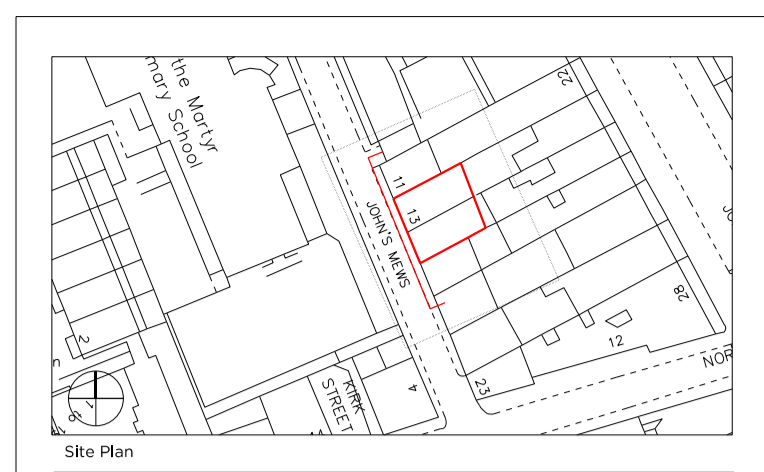 the Martyr
mary School
22
11
13
JOHN'S MEWS
28
12
NOR
2
KIRK
STREET
4
23
Site Plan